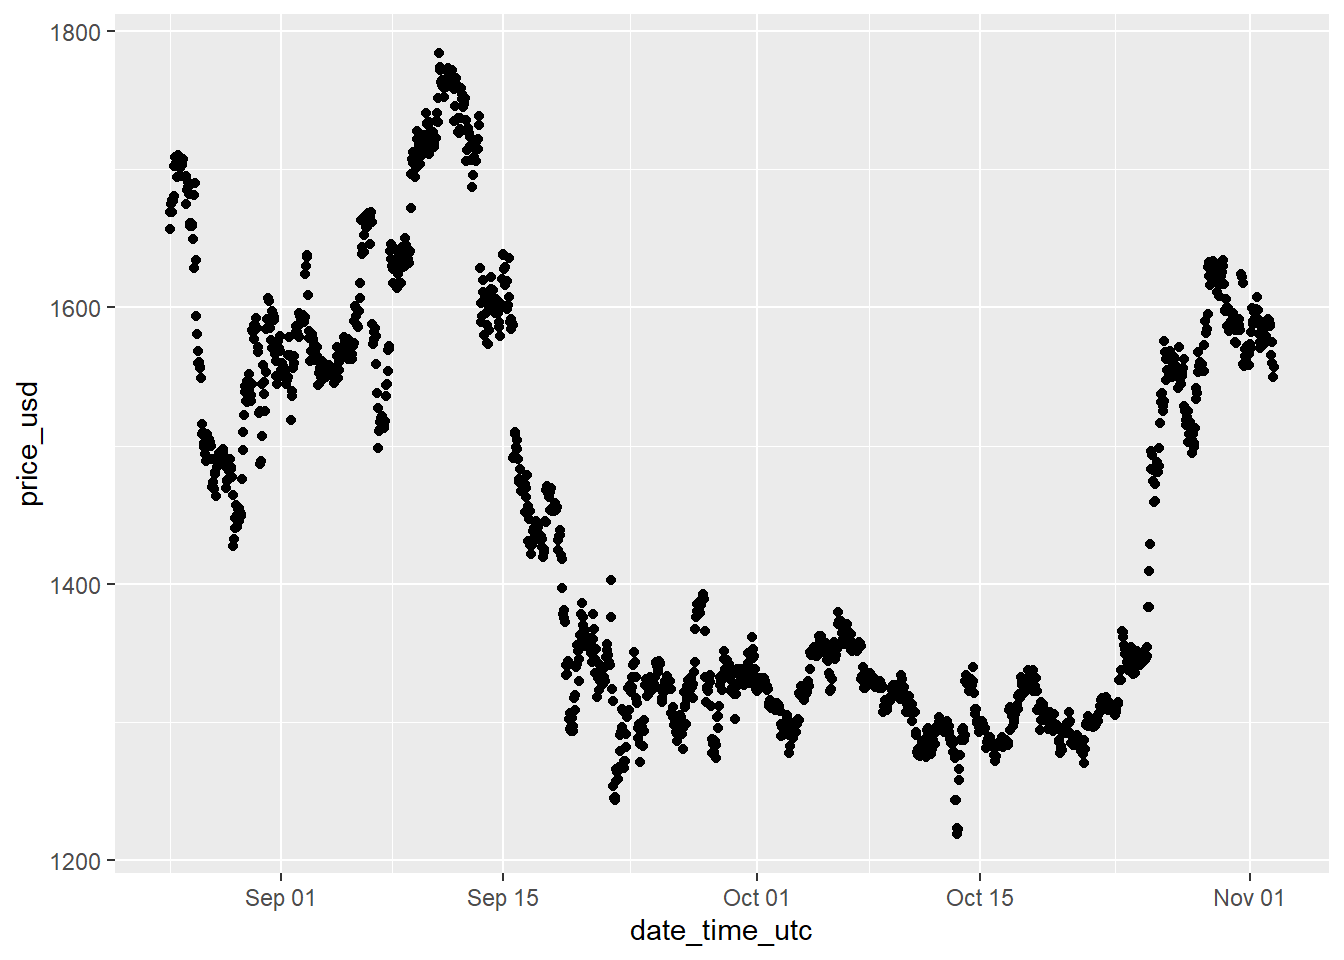 1800
1600
1400
1200
price_usd
Sep 01
Sep 15
Oct 01
Oct 15
Nov 01
date_time_utc